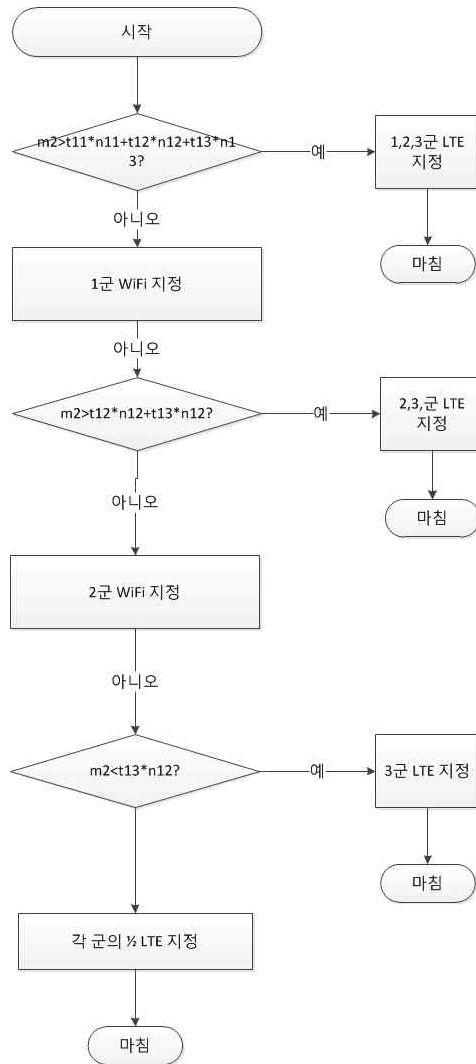 시작
m2>t11*n11+t12*n12+t13*n1
3?
예
1,2,3군 LTE
지정
아니오
마침
1군 WiFi 지정
아니오
m2>t12*n12+t13*n12?
예
2,3,군 LTE
지정
아니오
마침
2군 WiFi 지정
아니오
m2<t13*n12?
예
3군 LTE 지정
마침
각 군의 ½ LTE 지정
마침